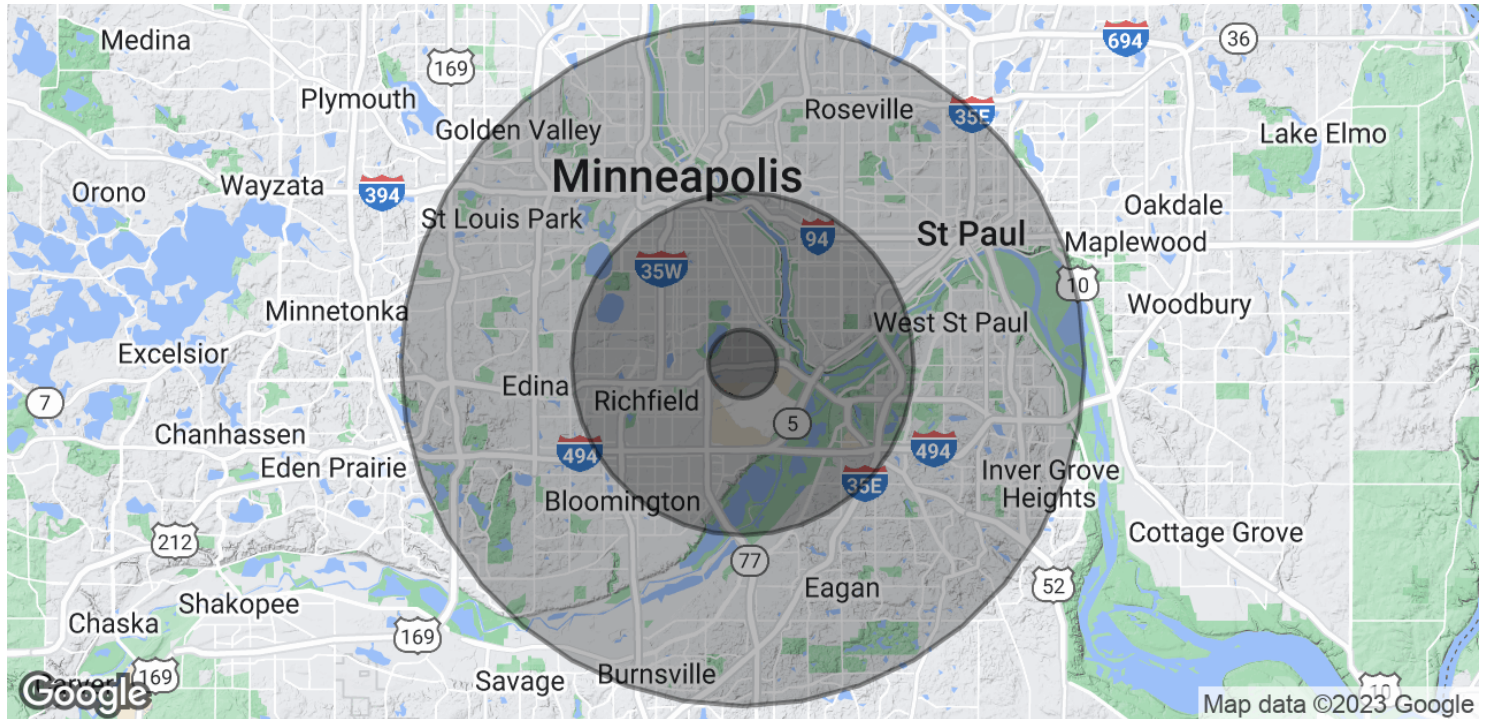 Medina
169
694
36
Plymouth
Roseville
35E
Golden Valley
Lake Elmo
Minneapolis
Orono
Wayzata
394
St Louis Park
Oakdale
94
St Paul
Maplewood
35W
10
Minnetonka
West St Paul
Woodbury
Excelsior
Edina
Richfield
7
5
Chanhassen
494
494
Eden Prairie
35E
Inver Grove
Heights
Bloomington
212
Cottage Grove
77
Eagan
52
Shakopee
Chaska
169
Burnsville
Savage
Carver
169
10
Google
Map data ©2023 Google